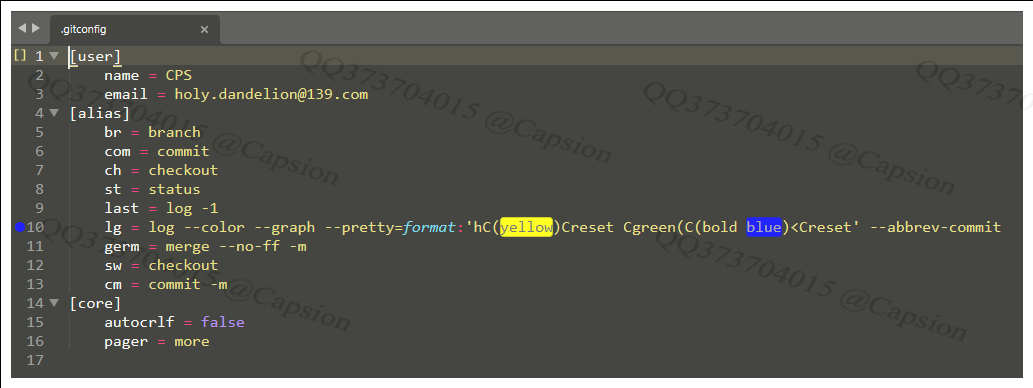 .gitconfig ×
[] 1 [user]
2 name = CPS
3 email = holy.dandelion@139.com
4 [alias]
5 br = branch
6 com = commit
7 ch = checkout
8 st = status
9 last = log -1
10 lg = log --color --graph --pretty=format:'hC(yellow)Creset Cgreen(C(bold blue)<Creset' --abbrev-commit
11 germ = merge --no-ff -m
12 sw = checkout
13 cm = commit -m
14 [core]
15 autocrlf = false
16 pager = more
17
QQ373704015 @Capsion
QQ373704015 @Capsion
QQ373704015 @Capsion
QQ373704015 @Capsion
QQ373704015 @Capsion